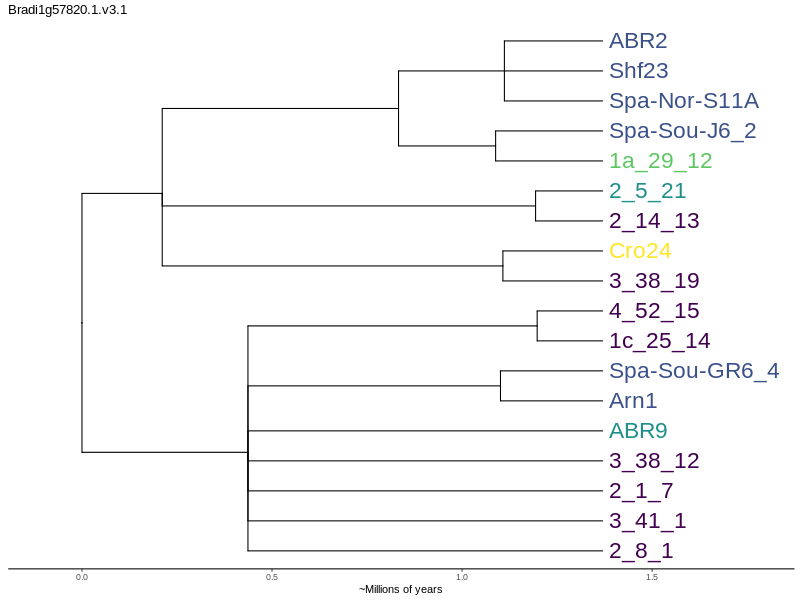 Bradi1g57820.1.v3.1
ABR2
Shf23
Spa-Nor-S11A
Spa-Sou-J6_2
1a_29_12
2_5_21
2_14_13
Cro24
3_38_19
4_52_15
1c_25_14
Spa-Sou-GR6_4
Arn1
ABR9
3_38_12
2_1_7
3_41_1
2_8_1
0.0 0.5 1.0 1.5
~Millions of years